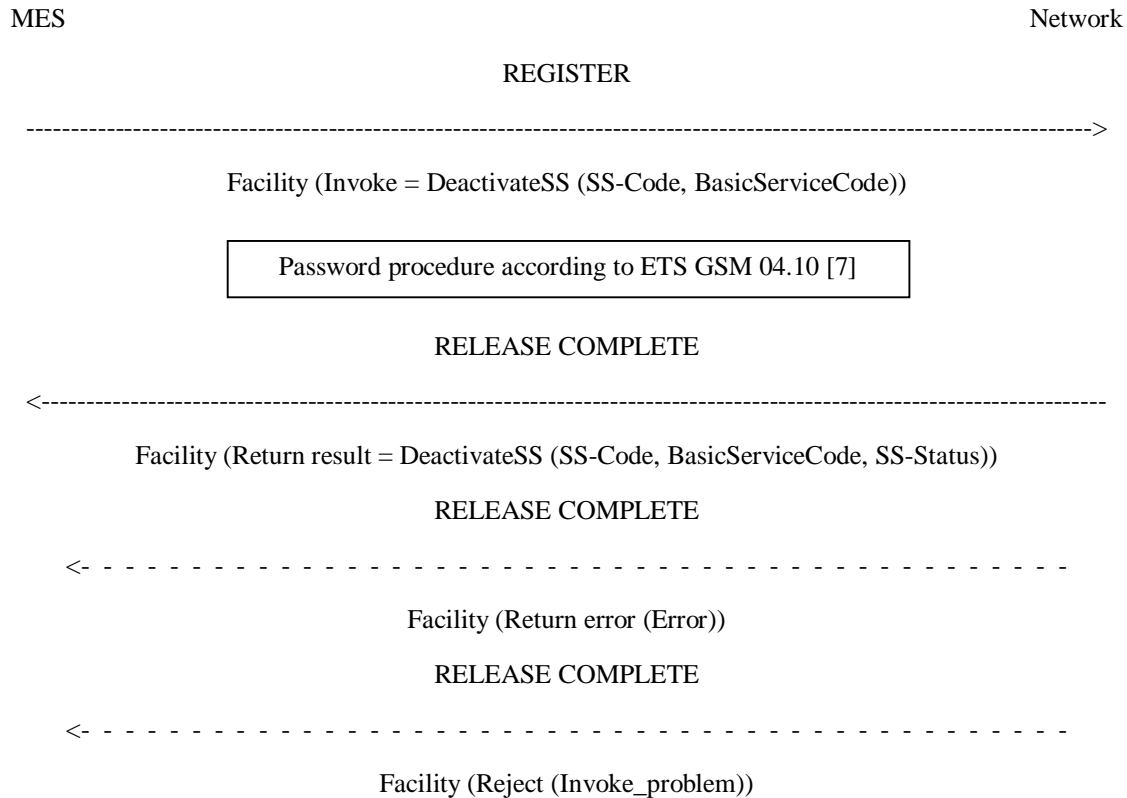 MES Network
REGISTER
Facility (Invoke = DeactivateSS (SS-Code, BasicServiceCode))
Password procedure according to ETS GSM 04.10 [7]
RELEASE COMPLETE
Facility (Return result = DeactivateSS (SS-Code, BasicServiceCode, SS-Status))
RELEASE COMPLETE
Facility (Return error (Error))
RELEASE COMPLETE
Facility (Reject (Invoke_problem))